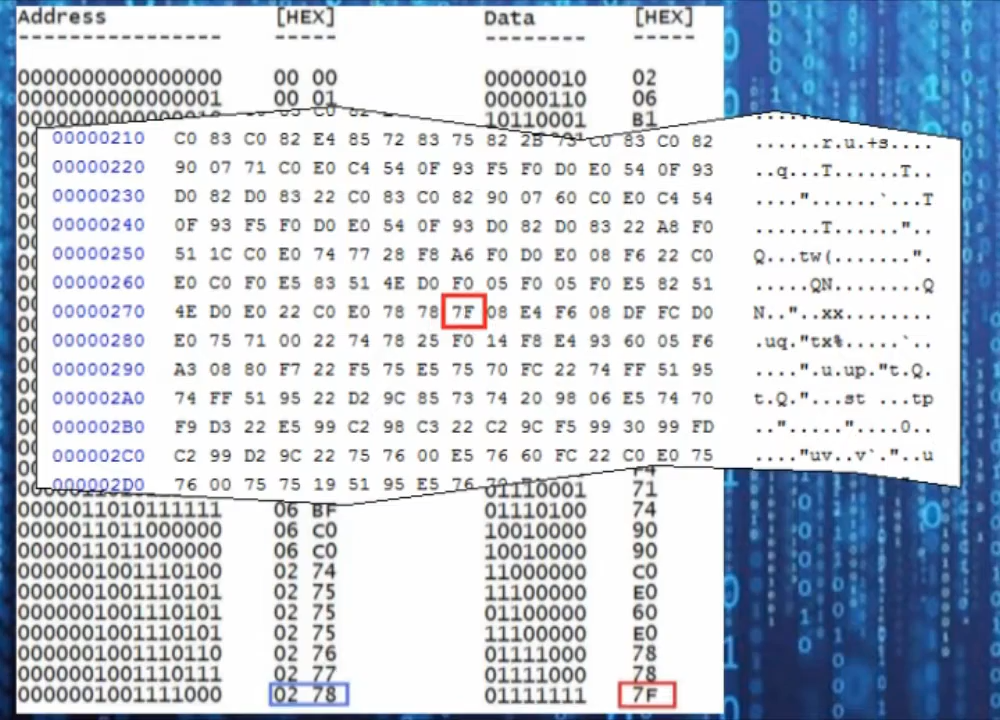 Address [HEX] Data [HEX]
---------------- ----- -------- -----
0000000000000000 00 00 00000010 02
0000000000000001 00 01 00000110 06
10110001 B1
00000210 C0 83 C0 82 E4 85 72 83 75 82 2B 73 C0 83 C0 82 ......r.u.+s....
00000220 90 07 71 C0 E0 C4 54 0F 93 F5 F0 D0 E0 54 0F 93 ..q...T......T..
00000230 D0 82 D0 83 22 C0 83 C0 82 90 07 60 C0 E0 C4 54 ...."......`...T
00000240 0F 93 F5 F0 D0 E0 54 0F 93 D0 82 D0 83 22 A8 F0 ......T......"..
00000250 51 1C C0 E0 74 77 28 F8 A6 F0 D0 E0 08 F6 22 C0 Q...tw(.......".
00000260 E0 C0 F0 E5 83 51 4E D0 F0 05 F0 05 F0 E5 82 51 .....QN........Q
00000270 4E D0 E0 22 C0 E0 78 78 7F 08 E4 F6 08 DF FC D0 N.."..xx........
00000280 E0 75 71 00 22 74 78 25 F0 14 F8 E4 93 60 05 F6 .uq."tx%.....`..
00000290 A3 08 80 F7 22 F5 75 E5 75 70 FC 22 74 FF 51 95 ....".u.up."t.Q.
000002A0 74 FF 51 95 22 D2 9C 85 73 74 20 98 06 E5 74 70 t.Q."...st ...tp
000002B0 F9 D3 22 E5 99 C2 98 C3 22 C2 9C F5 99 30 99 FD .."....."....0..
000002C0 C2 99 D2 9C 22 75 76 00 E5 76 60 FC 22 C0 E0 75 ...."uv..v`."..u
000002D0 76 00 75 75 19 51 95 E5 76
01110001 71
0000011010111111 06 BF 01110100 74
0000011011000000 06 C0 10010000 90
0000011011000000 06 C0 10010000 90
0000001001110100 02 74 11000000 C0
0000001001110101 02 75 11100000 E0
0000001001110101 02 75 01100000 60
0000001001110101 02 75 11100000 E0
0000001001110110 02 76 01111000 78
0000001001110111 02 77 01111000 78
0000001001111000 02 78 01111111 7F